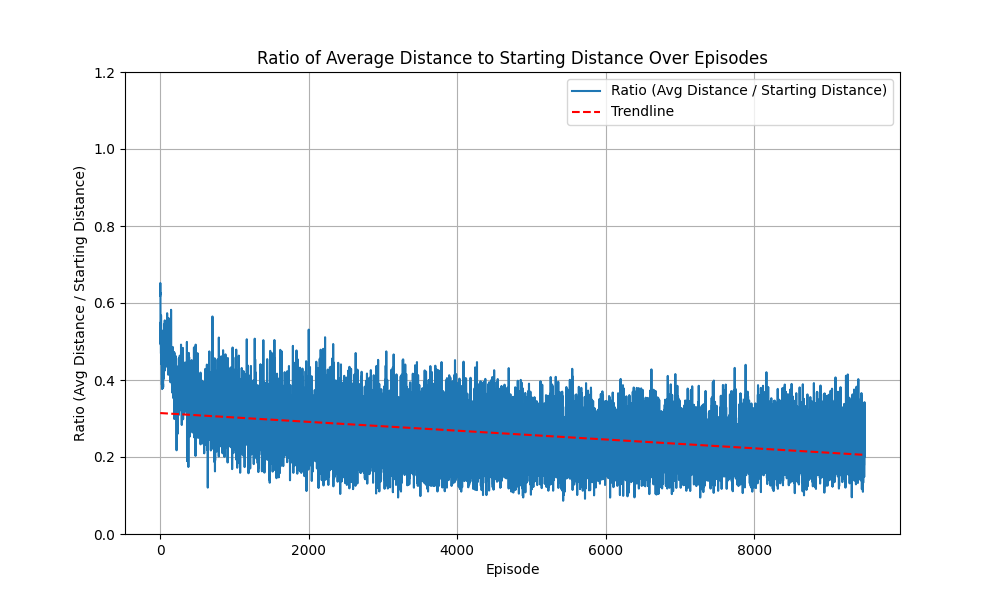 Ratio of Average Distance to Starting Distance Over Episodes
Ratio (Avg Distance / Starting Distance)
Trendline
Ratio (Avg Distance / Starting Distance)
1.2
1.0
0.8
0.6
0.4
0.2
0.0
0 2000 4000 6000 8000
Episode